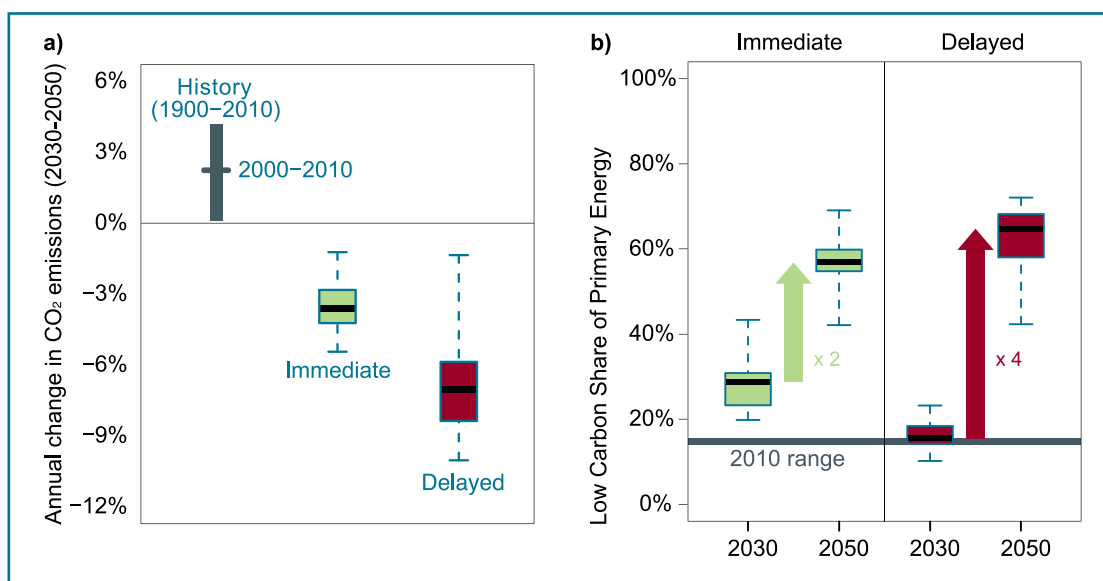 a)
Annual change in CO₂ emissions (2030-2050)
6%
3%
0%
−3%
−6%
−9%
−12%
History
(1900−2010)
2000−2010
Immediate
Delayed
b)
Immediate
Delayed
Low Carbon Share of Primary Energy
100%
80%
60%
40%
20%
0%
x 2
x 4
2010 range
2030
2050
2030
2050